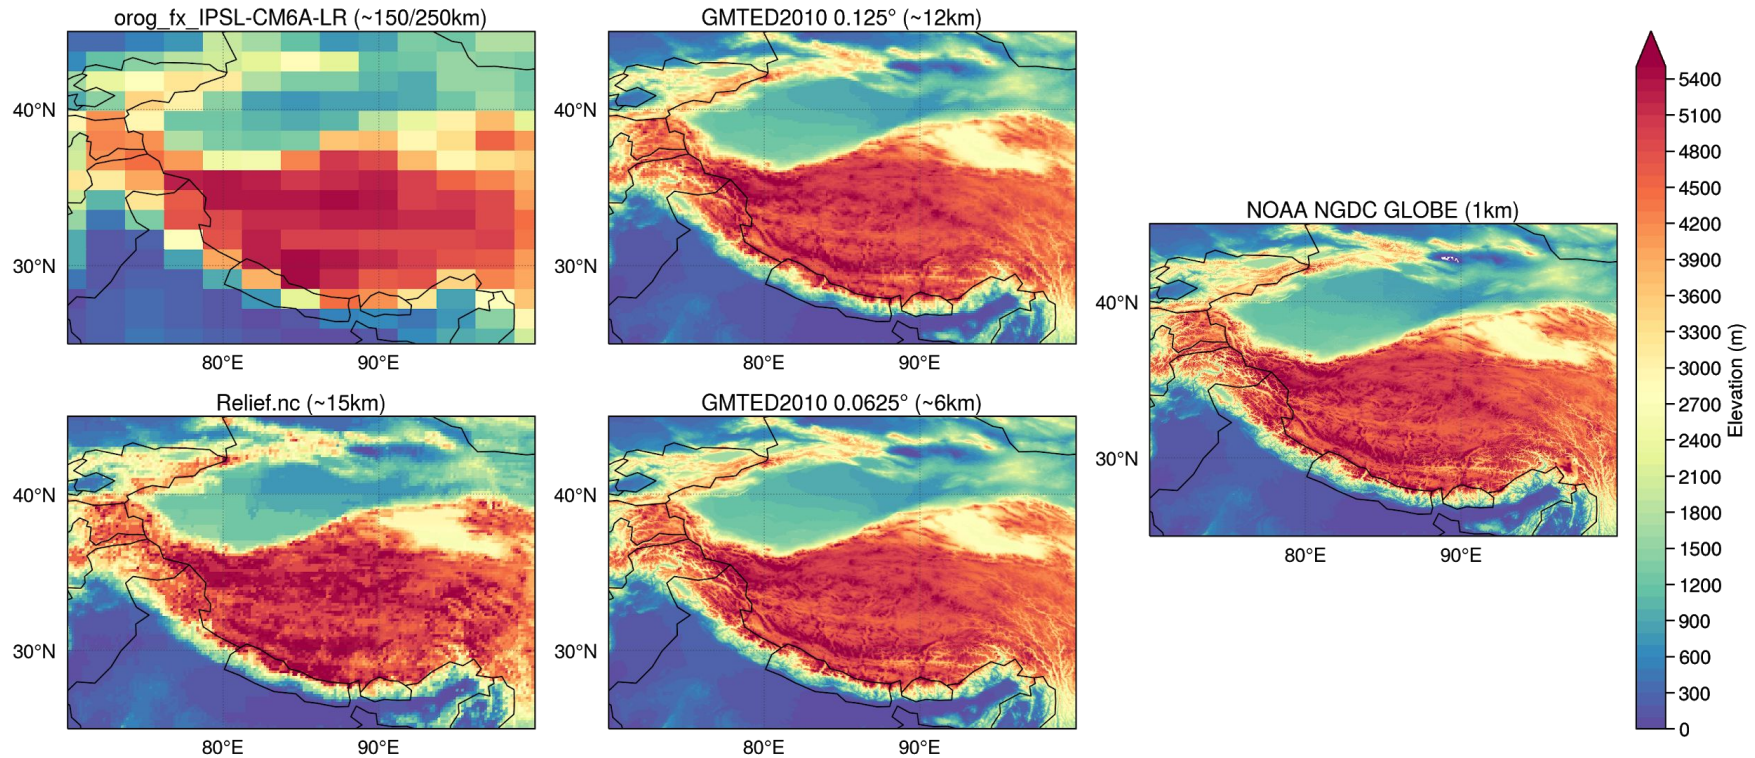 orog_fx_IPSL-CM6A-LR (~150/250km)
40°N
30°N
80°E
90°E
GMTED2010 0.125° (~12km)
40°N
30°N
80°E
90°E
Relief.nc (~15km)
40°N
30°N
80°E
90°E
GMTED2010 0.0625° (~6km)
40°N
30°N
80°E
90°E
NOAA NGDC GLOBE (1km)
40°N
30°N
80°E
90°E
5400
5100
4800
4500
4200
3900
3600
3300
3000
2700
2400
2100
1800
1500
1200
900
600
300
0
Elevation (m)